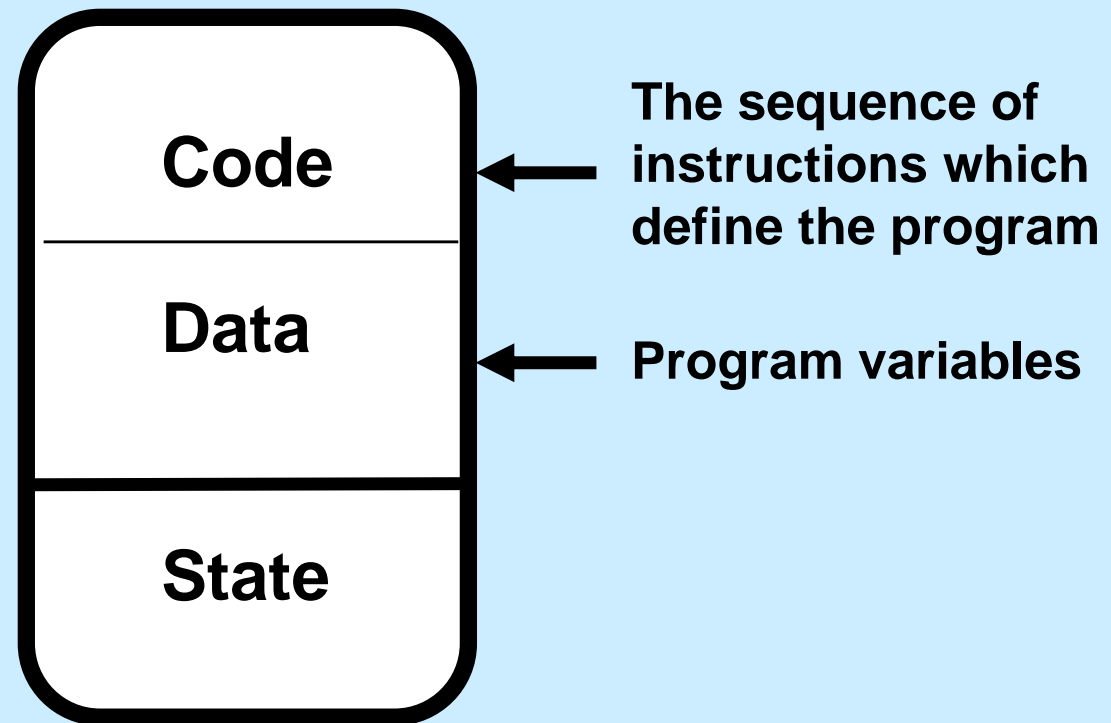 Code
The sequence of
instructions which
define the program
Data
Program variables
State